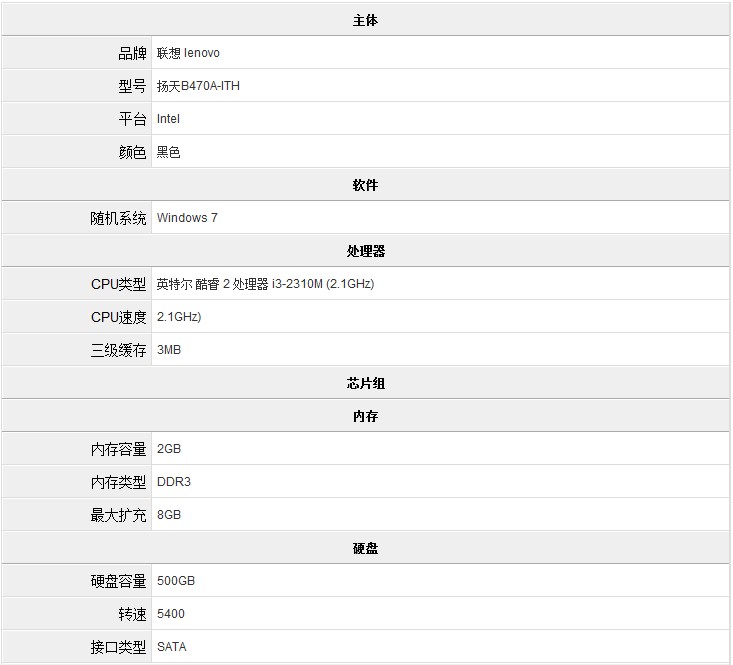 主体
品牌 联想 lenovo
型号 扬天B470A-ITH
平台 Intel
颜色 黑色
软件
随机系统 Windows 7
处理器
CPU类型 英特尔 酷睿 2 处理器 i3-2310M (2.1GHz)
CPU速度 2.1GHz)
三级缓存 3MB
芯片组
内存
内存容量 2GB
内存类型 DDR3
最大扩充 8GB
硬盘
硬盘容量 500GB
转速 5400
接口类型 SATA